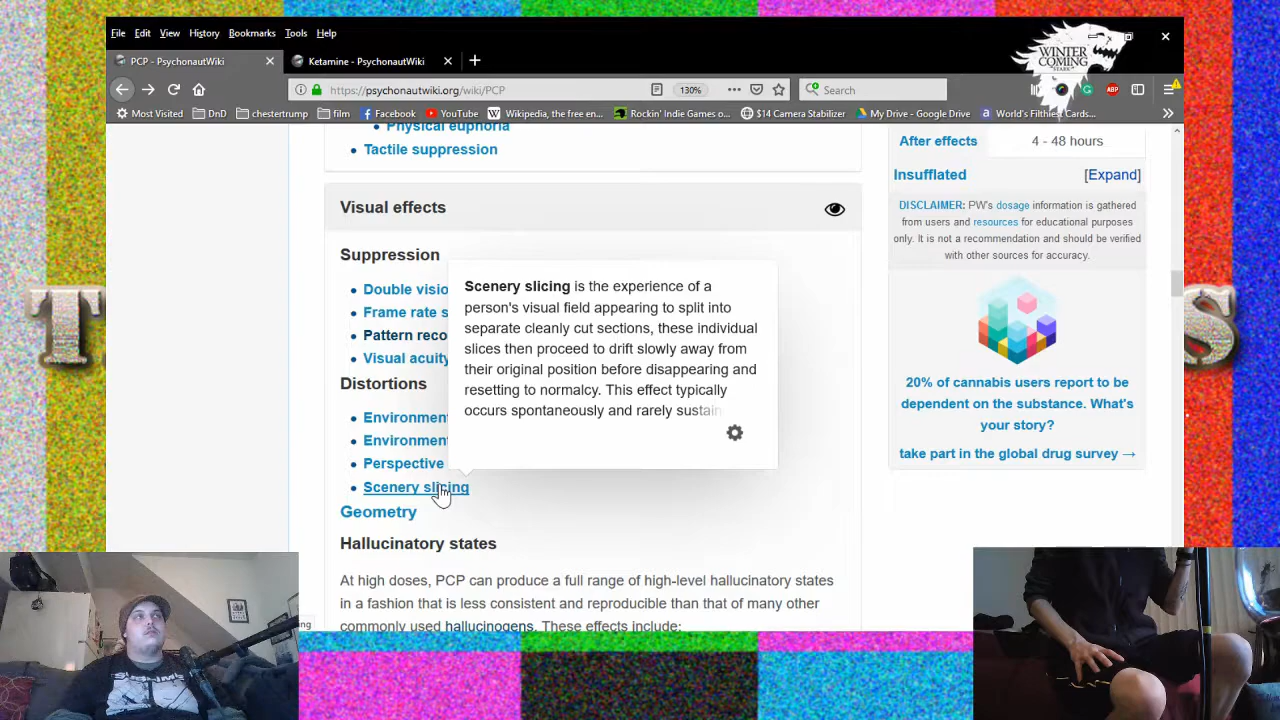 File Edit View History Bookmarks Tools Help
WINTER
COMING
STARK
PCP - PsychonautWiki
Ketamine - PsychonautWiki
https://psychonautwiki.org/wiki/PCP
130%
Search
Most Visited DnD chestertrump film Facebook YouTube Wikipedia, the free en... Rockin' Indie Games o... $14 Camera Stabilizer My Drive - Google Drive World's Filthiest Cards...
Physical euphoria
Tactile suppression
Visual effects
Suppression
Double visio
Frame rate s
Pattern reco
Visual acuity
Distortions
Environment
Environment
Perspective
Scenery slicing
Geometry
Hallucinatory states
At high doses, PCP can produce a full range of high-level hallucinatory states
in a fashion that is less consistent and reproducible than that of many other
commonly used hallucinogens. These effects include:
Scenery slicing is the experience of a
person's visual field appearing to split into
separate cleanly cut sections, these individual
slices then proceed to drift slowly away from
their original position before disappearing and
resetting to normalcy. This effect typically
occurs spontaneously and rarely sustain
After effects 4 - 48 hours
Insufflated [Expand]
DISCLAIMER: PW's dosage information is gathered
from users and resources for educational purposes
only. It is not a recommendation and should be verified
with other sources for accuracy.
20% of cannabis users report to be
dependent on the substance. What's
your story?
take part in the global drug survey →
T
S
ng